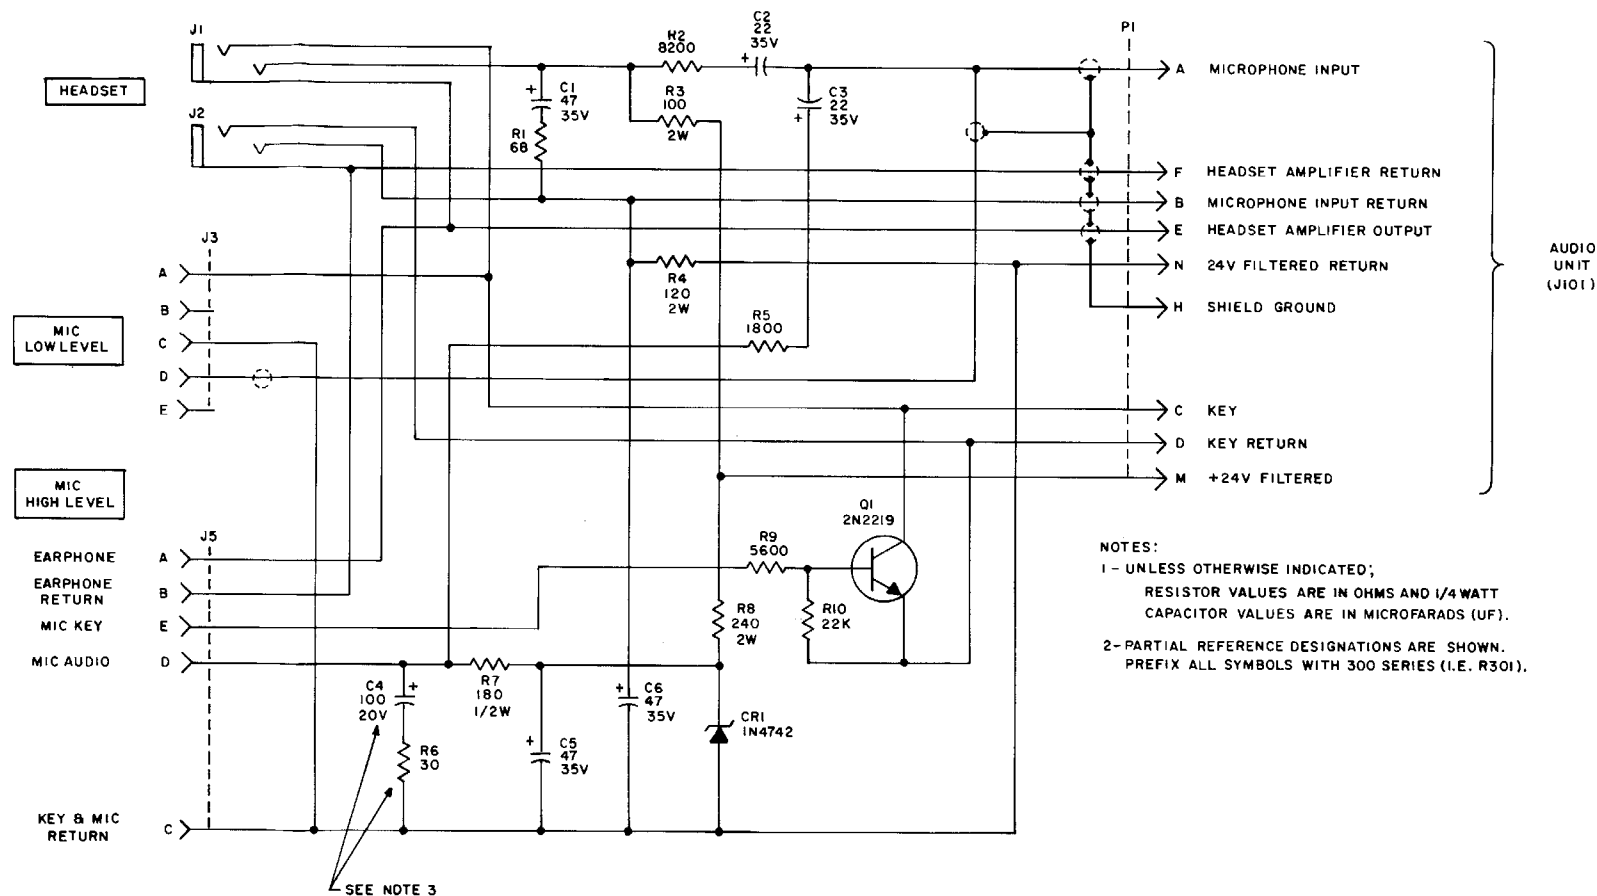 HEADSET
J1
J2
C1
47
35V
R1
68
R2
8200
R3
100
2W
C2
22
35V
C3
22
35V
P1
A MICROPHONE INPUT
F HEADSET AMPLIFIER RETURN
B MICROPHONE INPUT RETURN
E HEADSET AMPLIFIER OUTPUT
N 24V FILTERED RETURN
H SHIELD GROUND
C KEY
D KEY RETURN
M +24V FILTERED
AUDIO
UNIT
(J101)
MIC
LOW LEVEL
J3
A
B
C
D
E
R4
120
2W
R5
1800
MIC
HIGH LEVEL
J5
EARPHONE A
EARPHONE
RETURN B
MIC KEY E
MIC AUDIO D
KEY & MIC
RETURN C
C4
100
20V
R6
30
R7
180
1/2W
C5
47
35V
C6
47
35V
R8
240
2W
CR1
1N4742
R9
5600
R10
22K
Q1
2N2219
SEE NOTE 3
NOTES:
1 - UNLESS OTHERWISE INDICATED;
RESISTOR VALUES ARE IN OHMS AND 1/4 WATT
CAPACITOR VALUES ARE IN MICROFARADS (UF).
2- PARTIAL REFERENCE DESIGNATIONS ARE SHOWN.
PREFIX ALL SYMBOLS WITH 300 SERIES (I.E. R301).